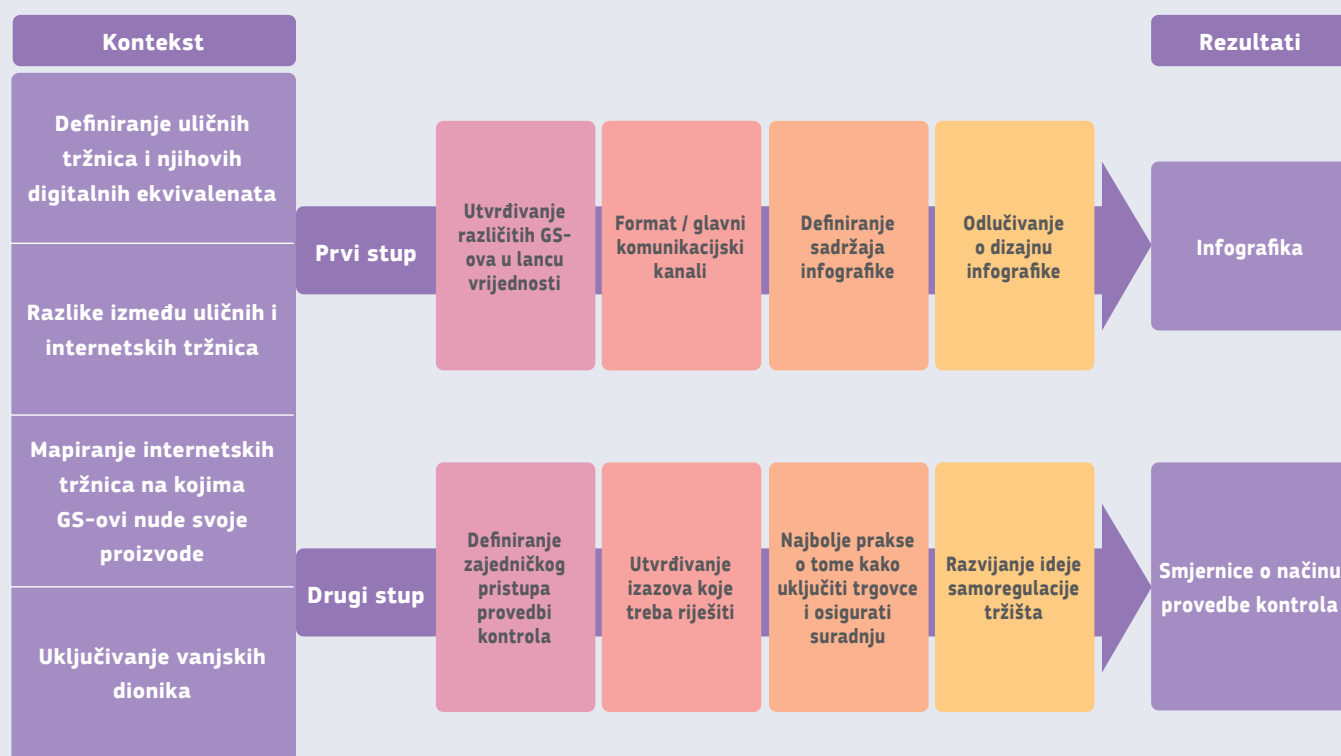 Kontekst
Rezultati
Definiranje uličnih
tržnica i njihovih
digitalnih ekvivalenata
Razlike između uličnih i
internetskih tržnica
Mapiranje internetskih
tržnica na kojima
GS-ovi nude svoje
proizvode
Uključivanje vanjskih
dionika
Prvi stup
Utvrđivanje
različitih GS-
ova u lancu
vrijednosti
Format / glavni
komunikacijski
kanali
Definiranje
sadržaja
infografike
Odlučivanje
o dizajnu
infografike
Infografika
Drugi stup
Definiranje
zajedničkog
pristupa
provedbi
kontrola
Utvrđivanje
izazova koje
treba riješiti
Najbolje prakse
o tome kako
uključiti trgovce
i osigurati
suradnju
Razvijanje ideje
samoregulacije
tržišta
Smjernice o načinu
provedbe kontrola